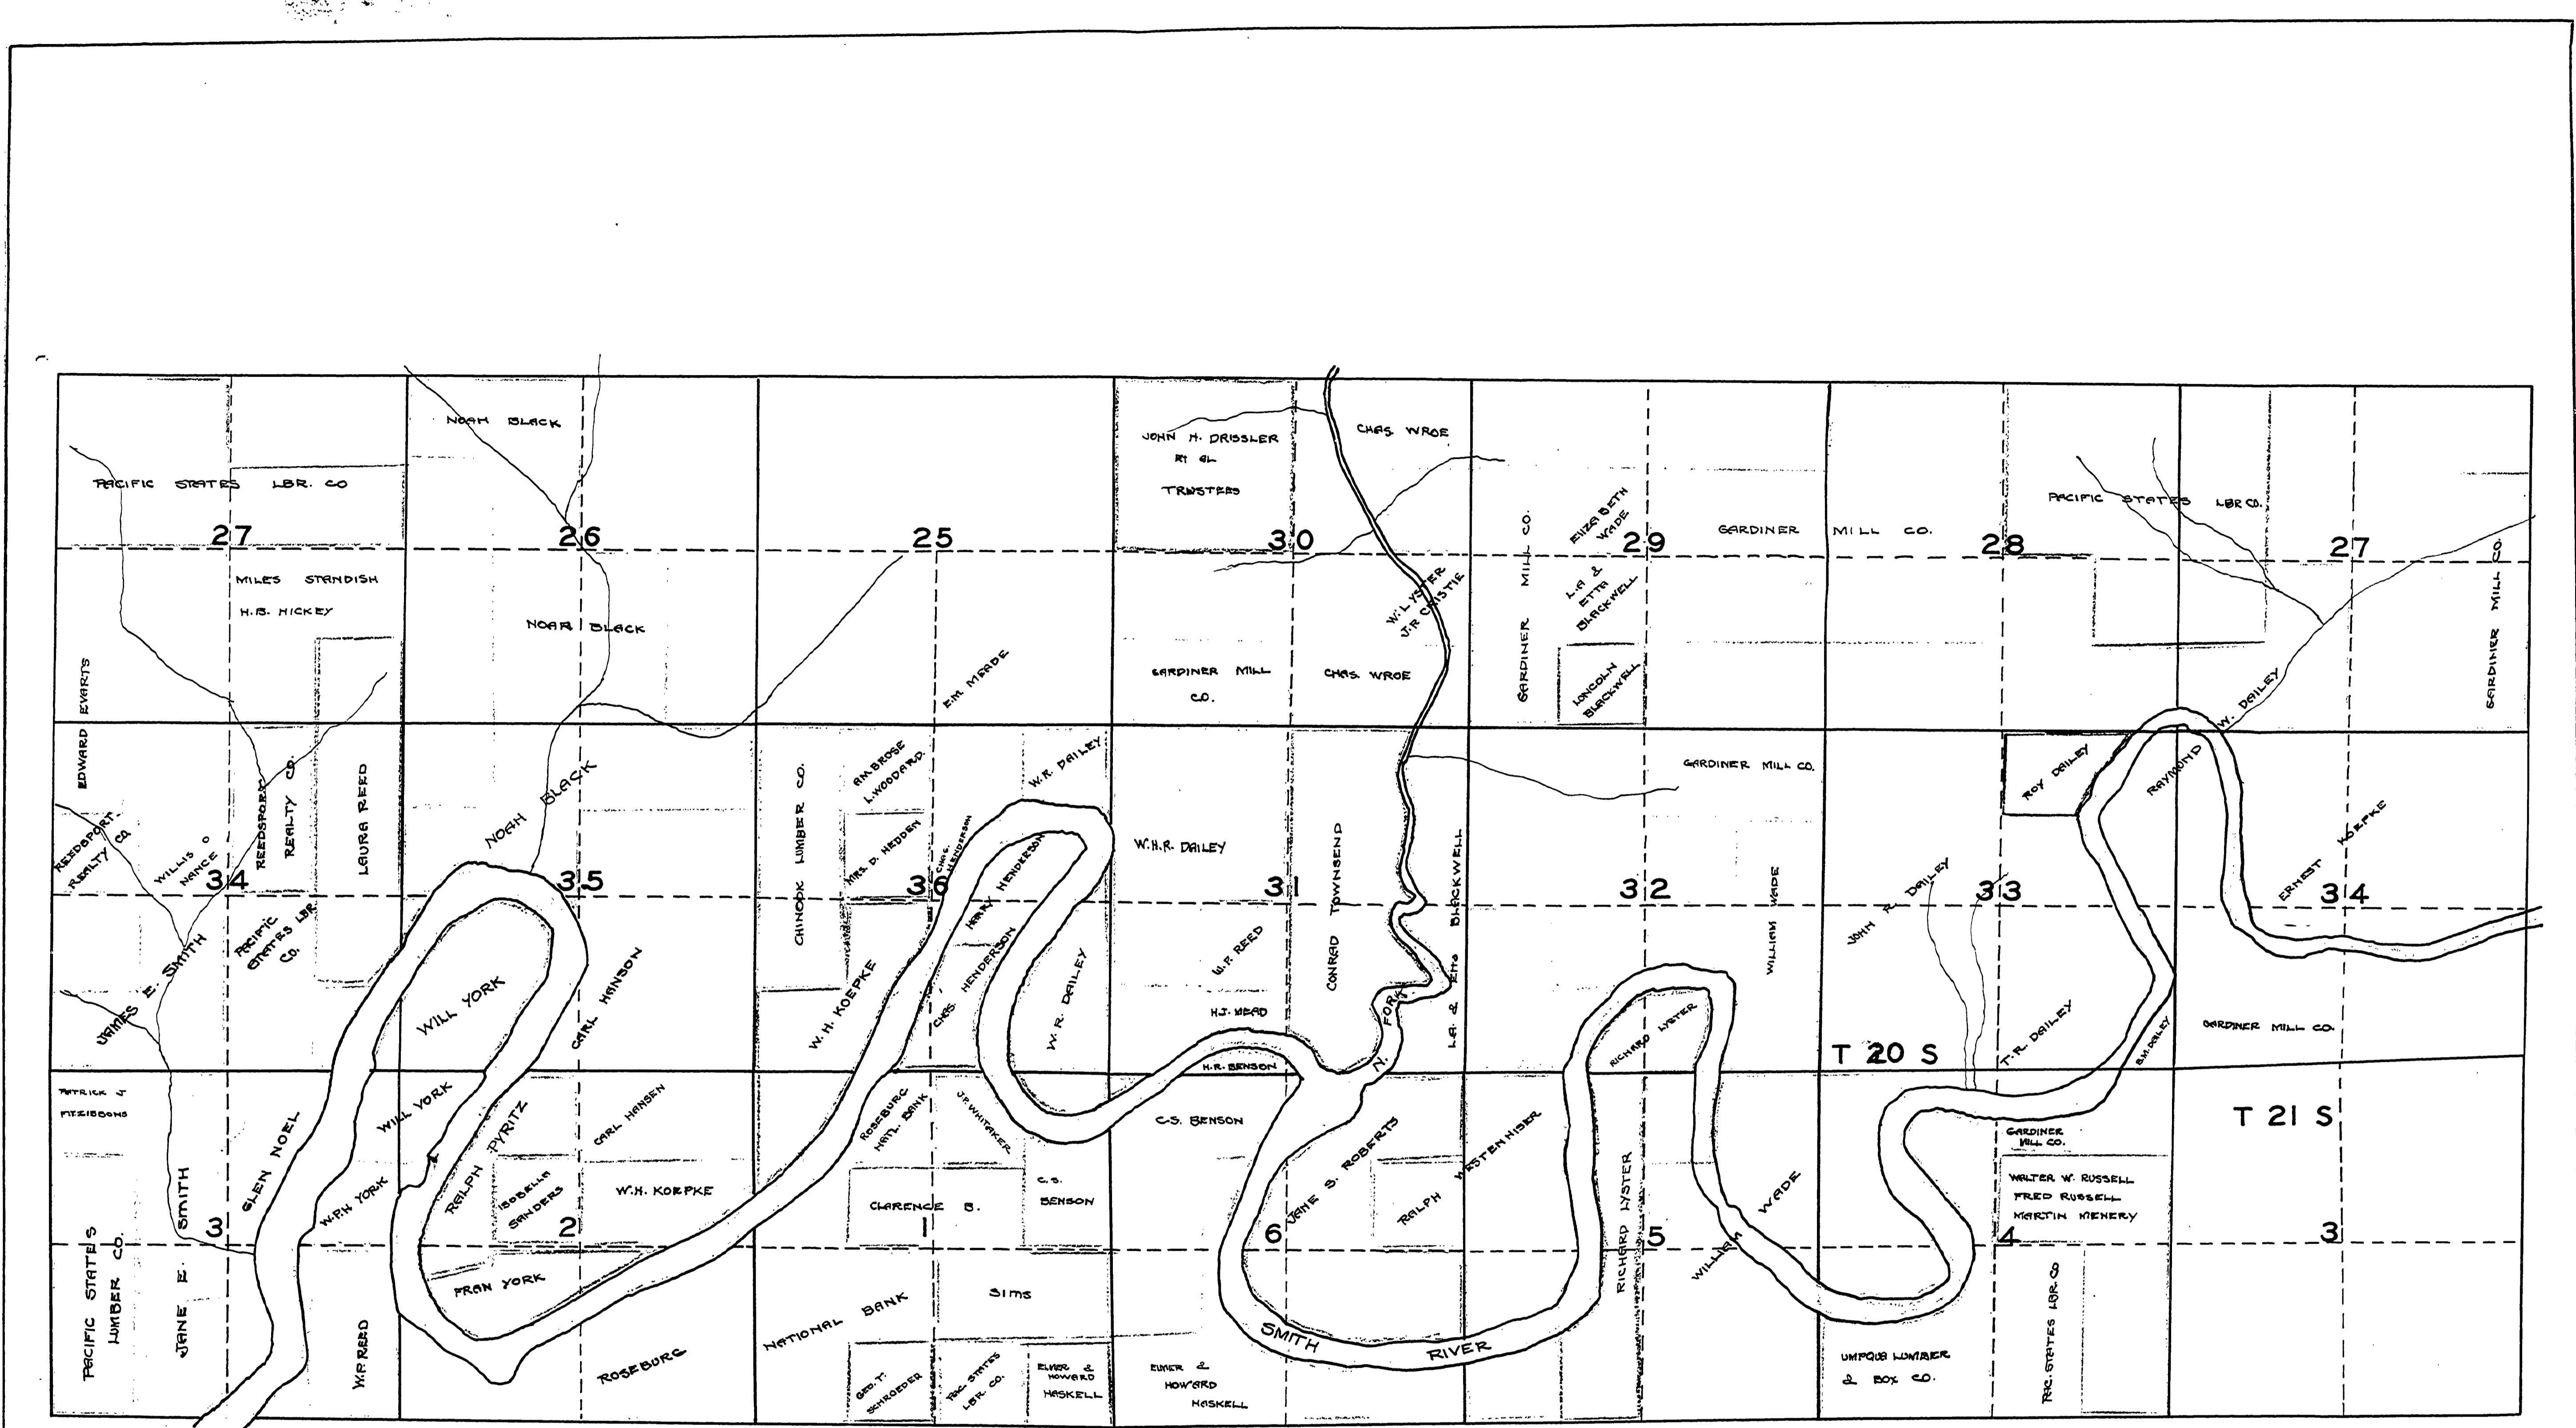 NOAH BLACK
JOHN H. DRISSLER
ET AL
TRUSTEES
CHAS. WROE
PACIFIC STATES LBR. CO
ELIZABETH
WADE
GARDINER MILL CO.
PACIFIC STATES LBR CO.
27
26
25
30
29
28
27
MILES STANDISH
H.B. HICKEY
NOAH BLACK
EDWARD EVARTS
E.M. MEADE
GARDINER MILL
CO.
CHAS. WROE
W. LYSTER
J.R CRISTIE
GARDINER MILL CO.
L.A &
ETTA
BLACKWELL
LONCOLN
BLACKWELL
W. DAILEY
GARDINER MILL CO.
REEDSPORT
REALTY CO
WILLIS O
NANCE
REEDSPORT
REALTY CO.
LAURA REED
NOAH BLACK
CHINOOK LUMBER CO.
AMBROSE
L. WOODARD.
MRS. D. HEDDEN
W.R. DAILEY
CHAS.
HENDERSON
HARRY HENDERSON
W.H.R. DAILEY
CONRAD TOWNSEND
L.A. & Etta BLACKWELL
GARDINER MILL CO.
WILLIAM WADE
JOHN R. DAILEY
ROY DAILEY
RAYMOND
ERNEST KOEPKE
34
35
36
31
32
33
34
PACIFIC
STATES LBR
CO.
JAMES E. SMITH
WILL YORK
CARL HANSON
W.H. KOEPKE
CHAS HENDERSON
W. R. DAILEY
W.P. REED
H.J. MEAD
H.R. BENSON
N. FORK
RICHARD LYSTER
T 20 S
T.R. DAILEY
B.M. DAILEY
GARDINER MILL CO.
PATRICK J
FITZGIBBONS
GLEN NOEL
WILL YORK
RALPH PYRITZ
CARL HANSEN
ROSEBURG
NATL. BANK
J.P. WHITAKER
C.S. BENSON
JANE S. ROBERTS
RALPH WESTENHISER
RICHARD LYSTER
WILLIAM WADE
GARDINER
MILL CO.
T 21 S
W.P.H YORK
ISOBELLA
SANDERS
W.H. KOEPKE
CLARENCE B.
C.S.
BENSON
WALTER W. RUSSELL
FRED RUSSELL
MARTIN MENERY
3
2
1
6
5
4
3
PACIFIC STATES
LUMBER CO.
JANE E. SMITH
W.P. REED
FRAN YORK
ROSEBURG NATIONAL BANK
Sims
SMITH RIVER
GEO. T.
SCHROEDER
PAC. STATES
LBR. CO.
ELMER &
HOWARD
HASKELL
ELMER &
HOWARD
HASKELL
UMPQUA LUMBER
& BOX CO.
PAC. STATES LBR. CO